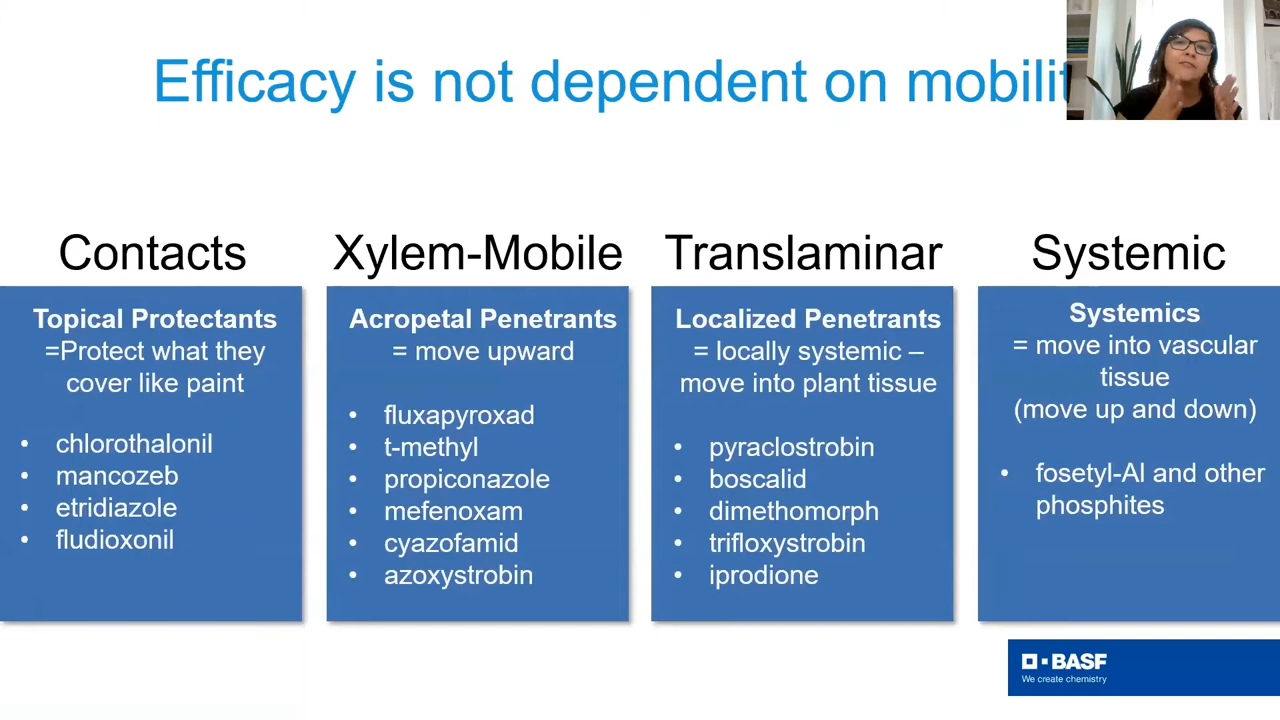 Efficacy is not dependent on mobilit
Contacts
Topical Protectants
=Protect what they
cover like paint
• chlorothalonil
• mancozeb
• etridiazole
• fludioxonil
Xylem-Mobile
Acropetal Penetrants
= move upward
• fluxapyroxad
• t-methyl
• propiconazole
• mefenoxam
• cyazofamid
• azoxystrobin
Translaminar
Localized Penetrants
= locally systemic –
move into plant tissue
• pyraclostrobin
• boscalid
• dimethomorph
• trifloxystrobin
• iprodione
Systemic
Systemics
= move into vascular
tissue
(move up and down)
• fosetyl-Al and other
phosphites
BASF
We create chemistry